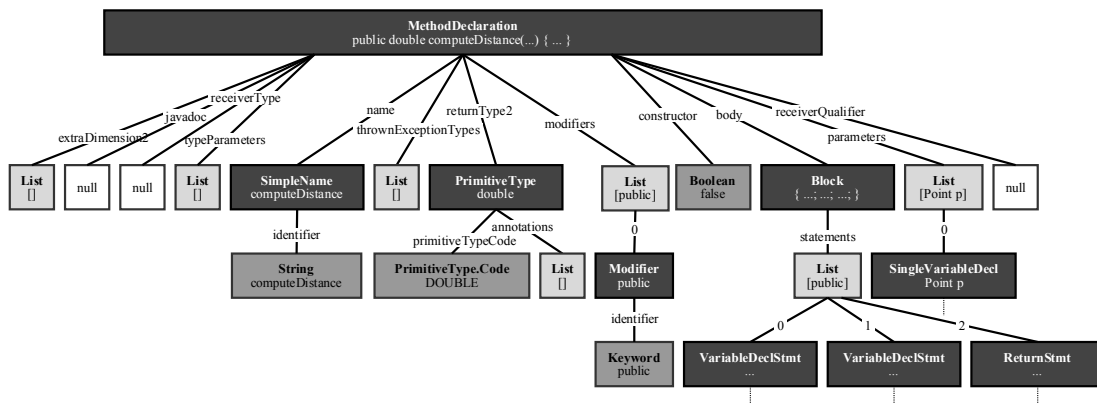 MethodDeclaration
public double computeDistance(...) { ... }
extraDimension2
javadoc
receiverType
typeParameters
name
thrownExceptionTypes
returnType2
modifiers
constructor
body
receiverQualifier
parameters
List
[]
null
null
List
[]
SimpleName
computeDistance
List
[]
PrimitiveType
double
List
[public]
Boolean
false
Block
{ ...; ...; ...; }
List
[Point p]
null
identifier
primitiveTypeCode
annotations
0
statements
0
String
computeDistance
PrimitiveType.Code
DOUBLE
List
[]
Modifier
public
List
[public]
SingleVariableDecl
Point p
identifier
0
1
2
Keyword
public
VariableDeclStmt
...
VariableDeclStmt
...
ReturnStmt
...